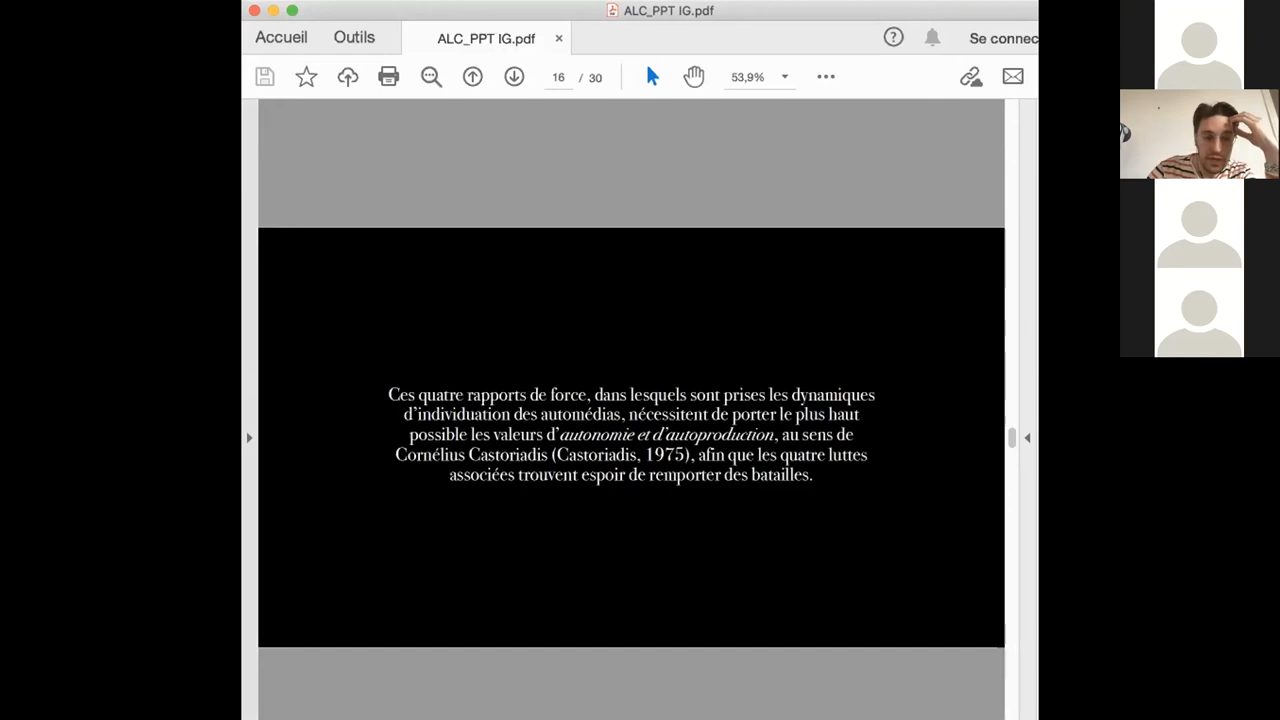 ALC_PPT IG.pdf
Accueil Outils ALC_PPT IG.pdf × ? Se connec
16 / 30 53,9%
Ces quatre rapports de force, dans lesquels sont prises les dynamiques
d’individuation des automédias, nécessitent de porter le plus haut
possible les valeurs d’autonomie et d’autoproduction, au sens de
Cornélius Castoriadis (Castoriadis, 1975), afin que les quatre luttes
associées trouvent espoir de remporter des batailles.